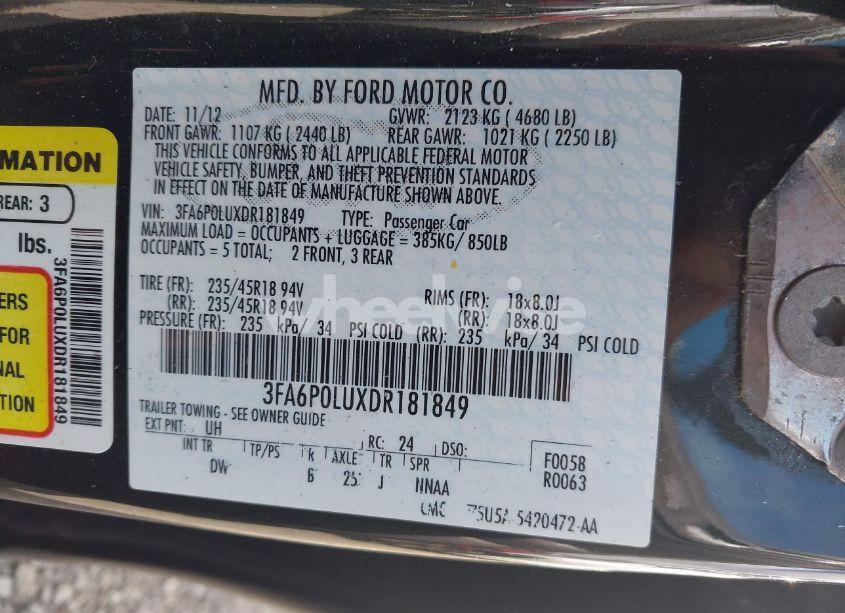 MFD. BY FORD MOTOR CO.
DATE: 11/12 GVWR: 2123 KG ( 4680 LB)
FRONT GAWR: 1107 KG ( 2440 LB) REAR GAWR: 1021 KG ( 2250 LB)
THIS VEHICLE CONFORMS TO ALL APPLICABLE FEDERAL MOTOR
VEHICLE SAFETY, BUMPER, AND THEFT PREVENTION STANDARDS
IN EFFECT ON THE DATE OF MANUFACTURE SHOWN ABOVE.
VIN: 3FA6P0LUXDR181849 TYPE: Passenger Car
MAXIMUM LOAD = OCCUPANTS + LUGGAGE = 385KG/ 850LB
OCCUPANTS = 5 TOTAL; 2 FRONT, 3 REAR
TIRE (FR): 235/45R18 94V RIMS (FR): 18x8.0J
(RR): 235/45R18 94V (RR): 18x8.0J
PRESSURE (FR): 235 kPa/ 34 PSI COLD (RR): 235 kPa/ 34 PSI COLD
3FA6P0LUXDR181849
TRAILER TOWING - SEE OWNER GUIDE
EXT PNT: UH RC: 24 DSO:
INT TR TP/PS R AXLE TR SPR
DW 6 25 J NNAA
F0058
R0063
5420472-AA
MATION
REAR: 3
lbs.
3FA6P0LUXDR181849
ERS
FOR
NAL
TION
wheelwise